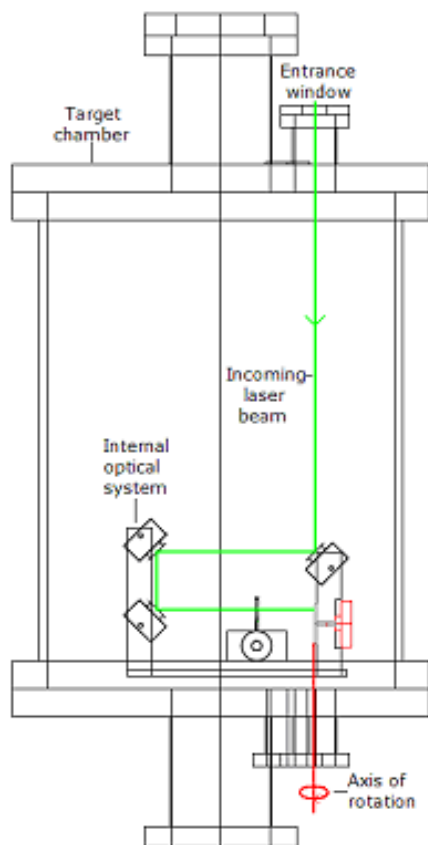 Entrance
window
Target
chamber
Incoming-
laser
beam
Internal
optical
system
Axis of
rotation